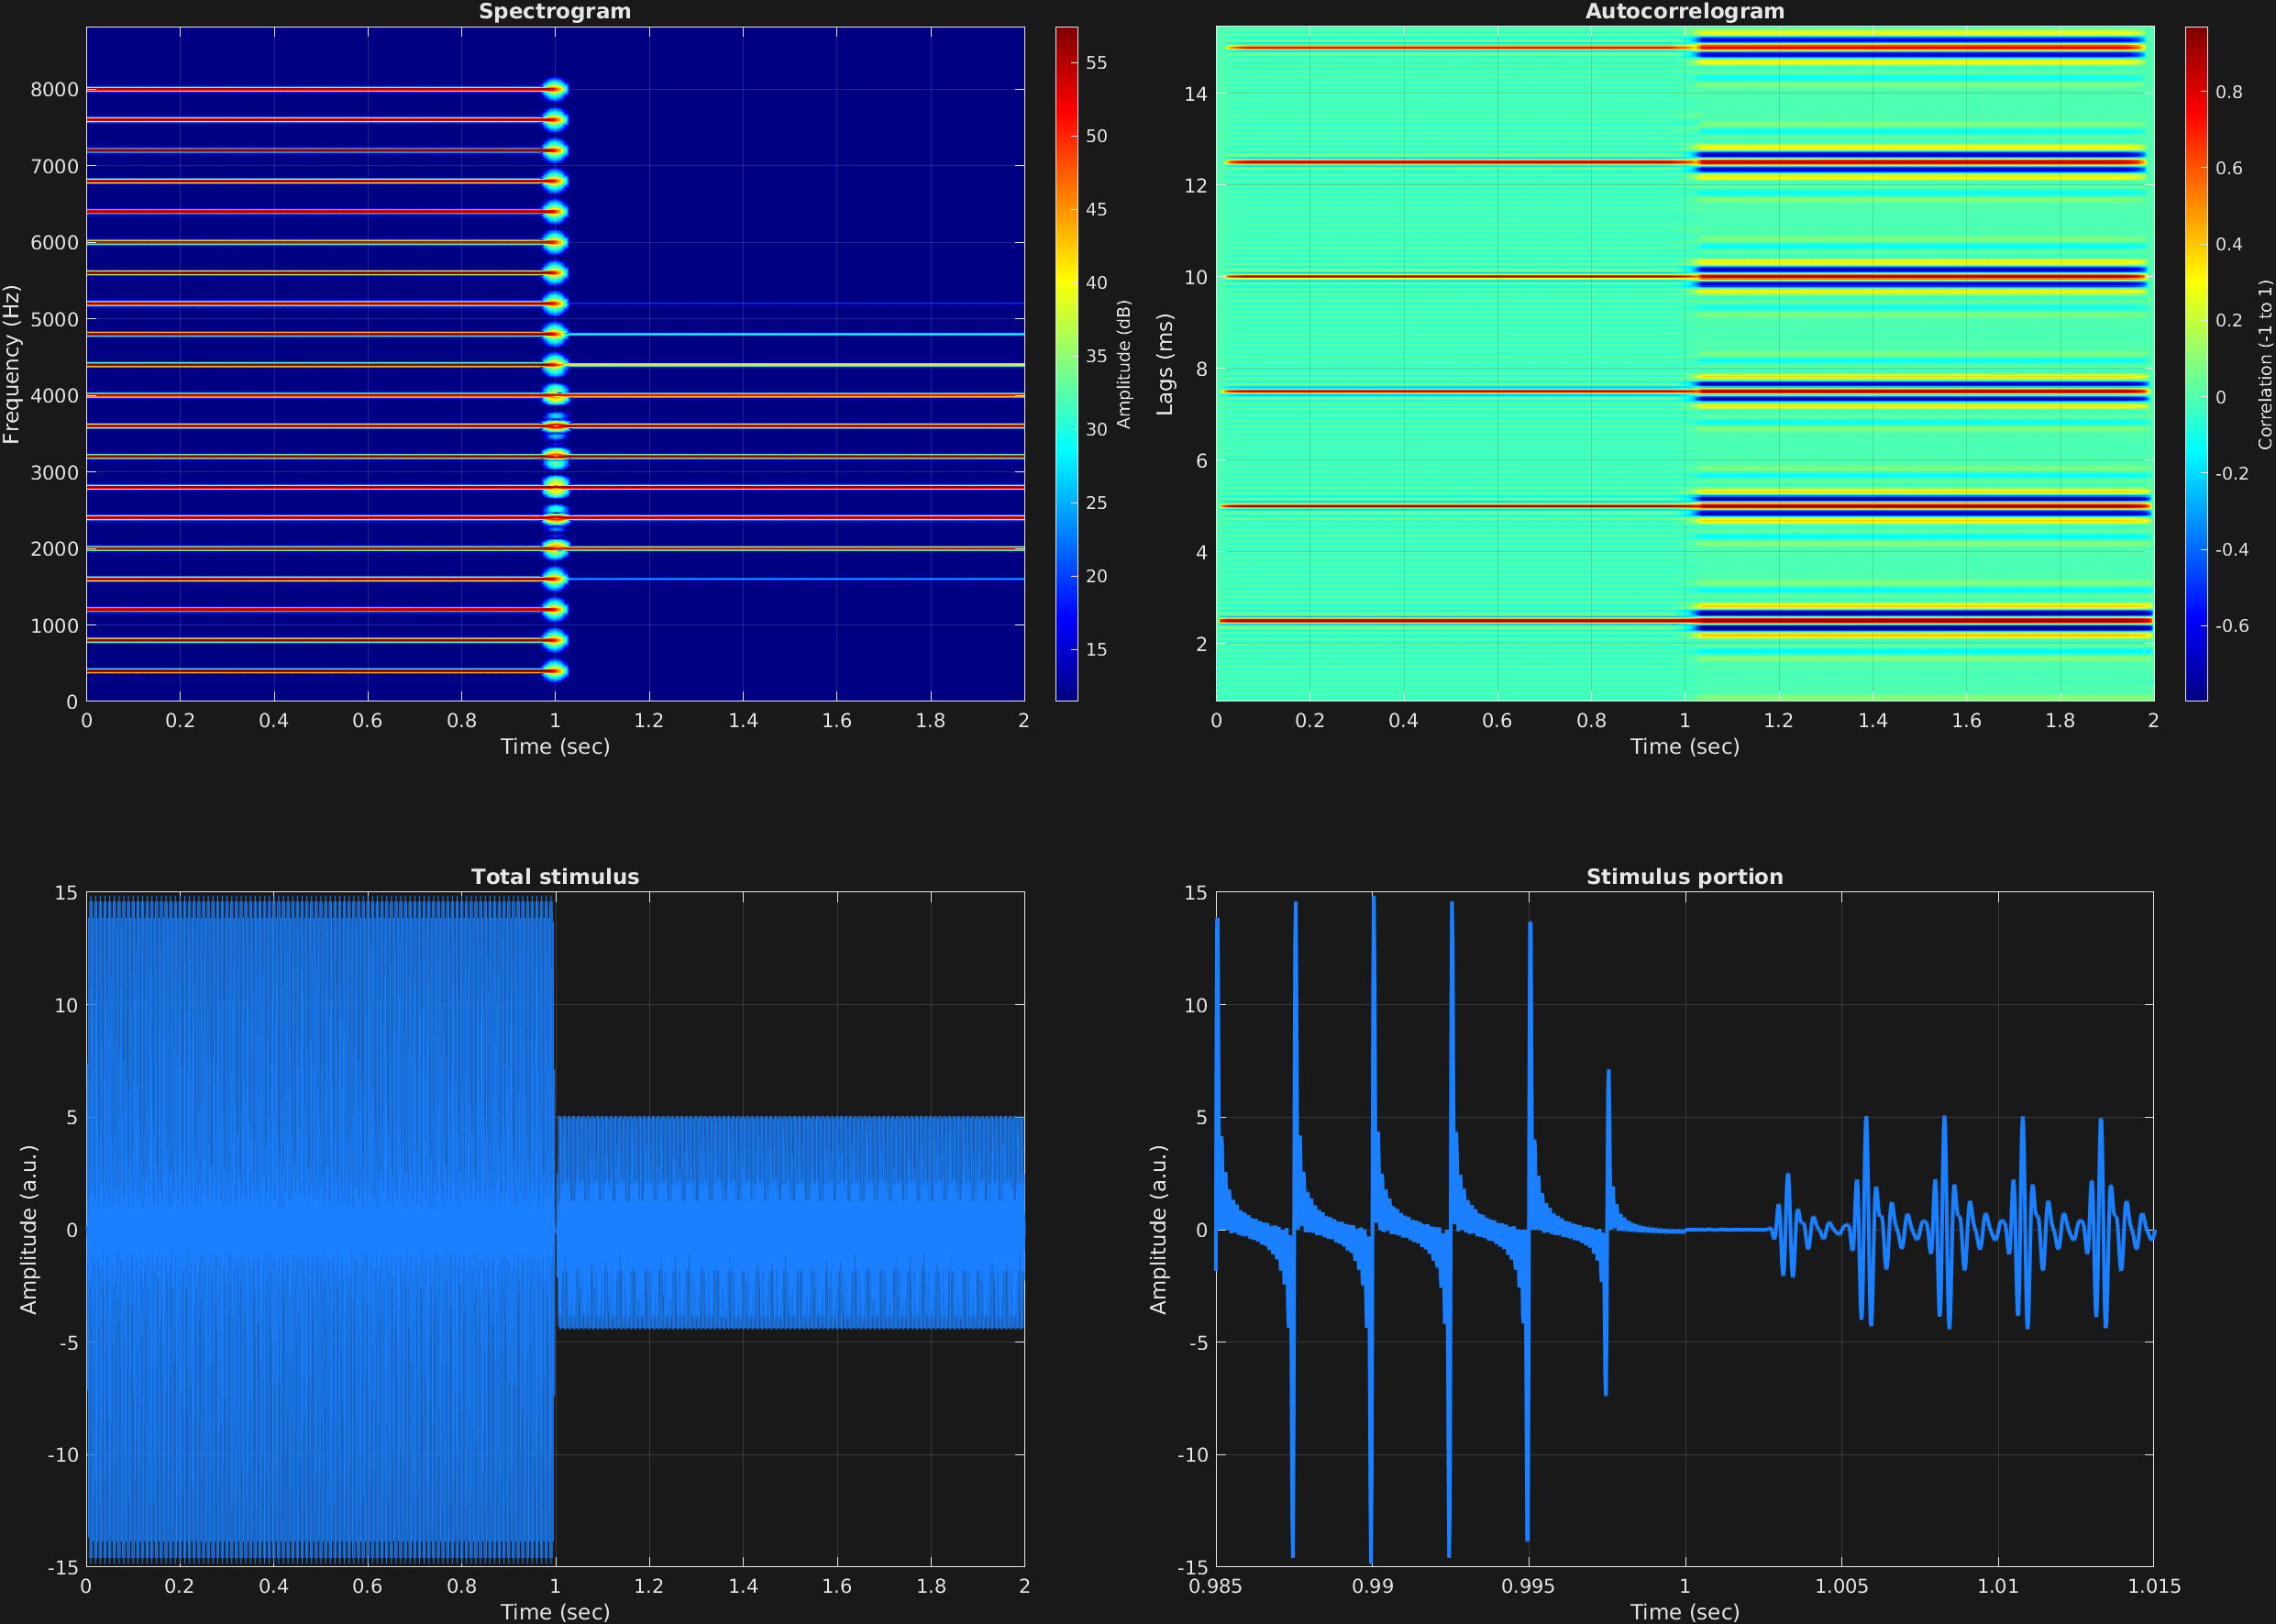 Spectrogram
Frequency (Hz)
8000
7000
6000
5000
4000
3000
2000
1000
0
0 0.2 0.4 0.6 0.8 1 1.2 1.4 1.6 1.8 2
Time (sec)
55
50
45
40
35
30
25
20
15
Amplitude (dB)
Autocorrelogram
Lags (ms)
14
12
10
8
6
4
2
0 0.2 0.4 0.6 0.8 1 1.2 1.4 1.6 1.8 2
Time (sec)
0.8
0.6
0.4
0.2
0
-0.2
-0.4
-0.6
Correlation (-1 to 1)
Total stimulus
Amplitude (a.u.)
15
10
5
0
-5
-10
-15
0 0.2 0.4 0.6 0.8 1 1.2 1.4 1.6 1.8 2
Time (sec)
Stimulus portion
Amplitude (a.u.)
15
10
5
0
-5
-10
-15
0.985 0.99 0.995 1 1.005 1.01 1.015
Time (sec)